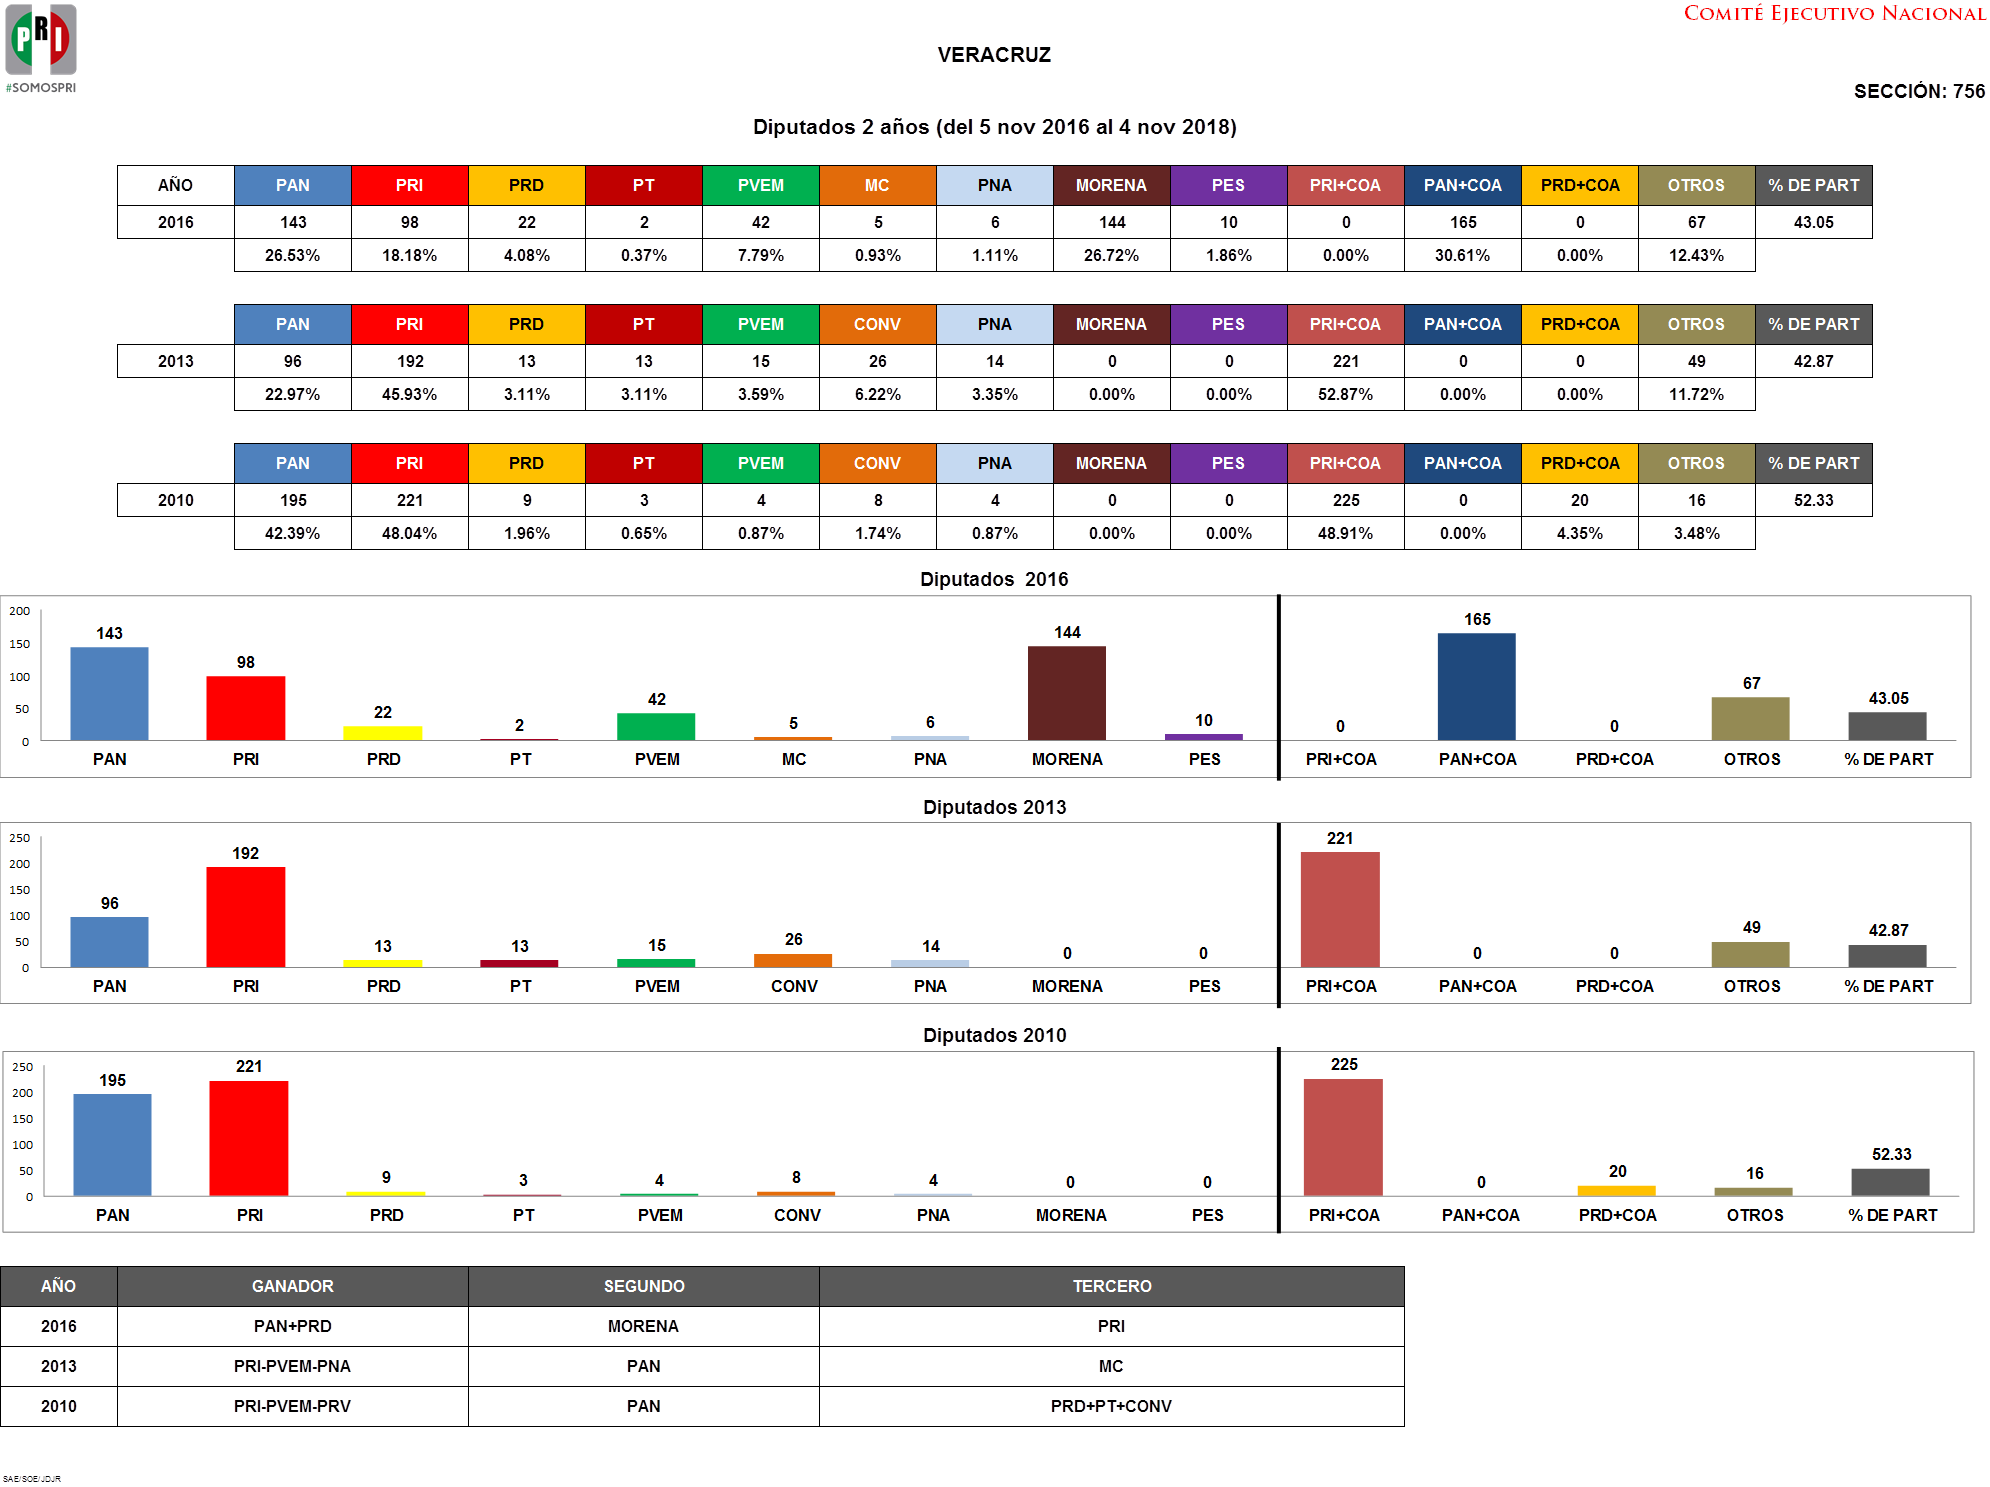 PRI
#SOMOSPRI
COMITÉ EJECUTIVO NACIONAL
VERACRUZ
SECCIÓN: 756
Diputados 2 años (del 5 nov 2016 al 4 nov 2018)
AÑO PAN PRI PRD PT PVEM MC PNA MORENA PES PRI+COA PAN+COA PRD+COA OTROS % DE PART
2016 143 98 22 2 42 5 6 144 10 0 165 0 67 43.05
26.53% 18.18% 4.08% 0.37% 7.79% 0.93% 1.11% 26.72% 1.86% 0.00% 30.61% 0.00% 12.43%
PAN PRI PRD PT PVEM CONV PNA MORENA PES PRI+COA PAN+COA PRD+COA OTROS % DE PART
2013 96 192 13 13 15 26 14 0 0 221 0 0 49 42.87
22.97% 45.93% 3.11% 3.11% 3.59% 6.22% 3.35% 0.00% 0.00% 52.87% 0.00% 0.00% 11.72%
PAN PRI PRD PT PVEM CONV PNA MORENA PES PRI+COA PAN+COA PRD+COA OTROS % DE PART
2010 195 221 9 3 4 8 4 0 0 225 0 20 16 52.33
42.39% 48.04% 1.96% 0.65% 0.87% 1.74% 0.87% 0.00% 0.00% 48.91% 0.00% 4.35% 3.48%
Diputados 2016
200
150
100
50
0
143 98 22 2 42 5 6 144 10 0 165 0 67 43.05
PAN PRI PRD PT PVEM MC PNA MORENA PES PRI+COA PAN+COA PRD+COA OTROS % DE PART
Diputados 2013
250
200
150
100
50
0
96 192 13 13 15 26 14 0 0 221 0 0 49 42.87
PAN PRI PRD PT PVEM CONV PNA MORENA PES PRI+COA PAN+COA PRD+COA OTROS % DE PART
Diputados 2010
250
200
150
100
50
0
195 221 9 3 4 8 4 0 0 225 0 20 16 52.33
PAN PRI PRD PT PVEM CONV PNA MORENA PES PRI+COA PAN+COA PRD+COA OTROS % DE PART
AÑO GANADOR SEGUNDO TERCERO
2016 PAN+PRD MORENA PRI
2013 PRI-PVEM-PNA PAN MC
2010 PRI-PVEM-PRV PAN PRD+PT+CONV
SAE/SOE/JDJR